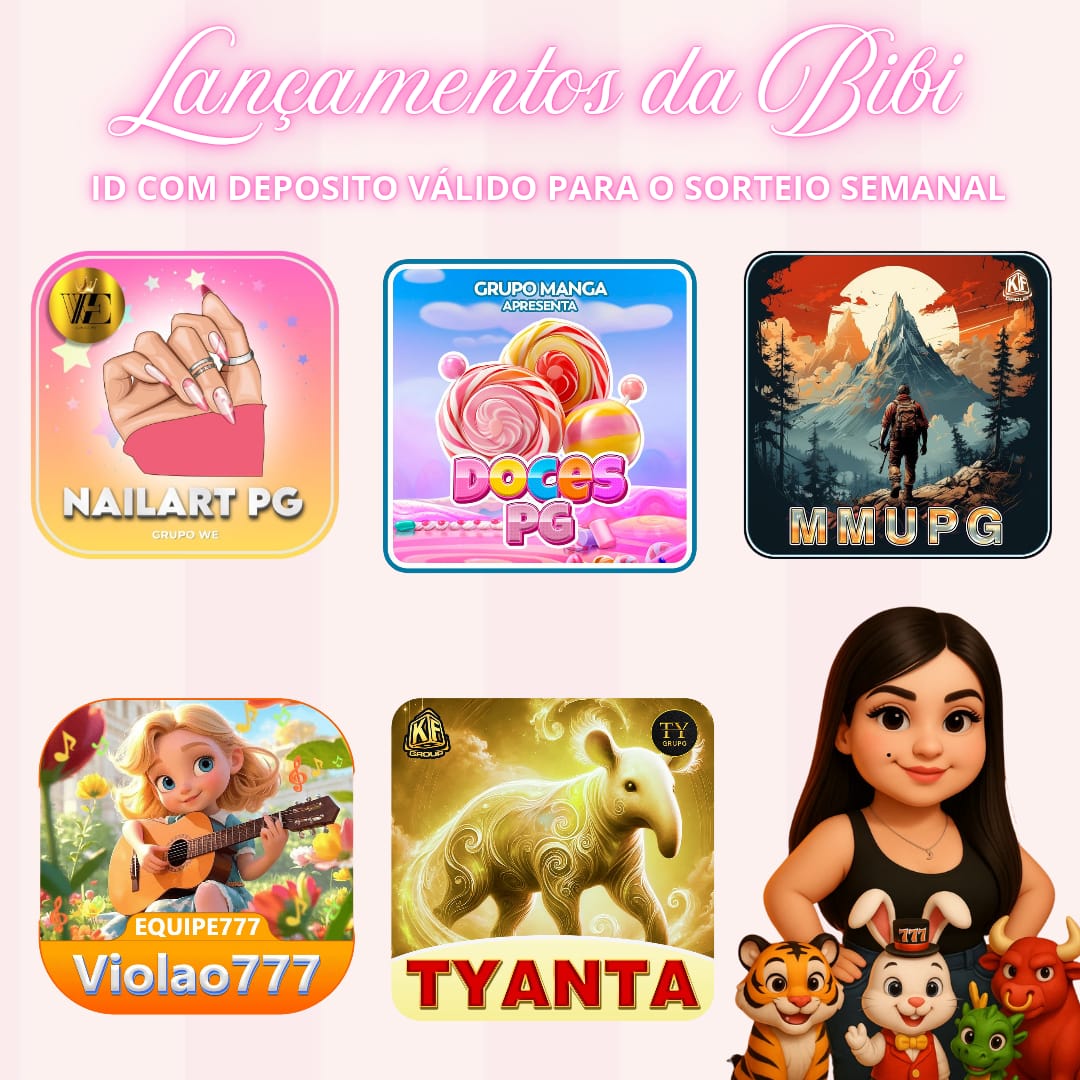 Lançamentos da Bibi
ID COM DEPOSITO VÁLIDO PARA O SORTEIO SEMANAL
WE
NAILART PG
GRUPO WE
GRUPO MANGA
APRESENTA
DOCES
PG
KF
GROUP
MMUPG
EQUIPE777
Violao777
KF
GROUP
TY
GRUPO
TYANTA
777